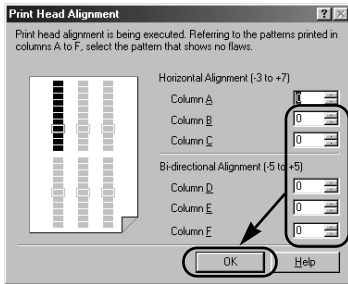 Print Head Alignment
Print head alignment is being executed. Referring to the patterns printed in
columns A to F, select the pattern that shows no flaws.
Horizontal Alignment (-3 to +7)
Column A 0
Column B 0
Column C 0
Bi-directional Alignment (-5 to +5)
Column D 0
Column E 0
Column F 0
OK Help